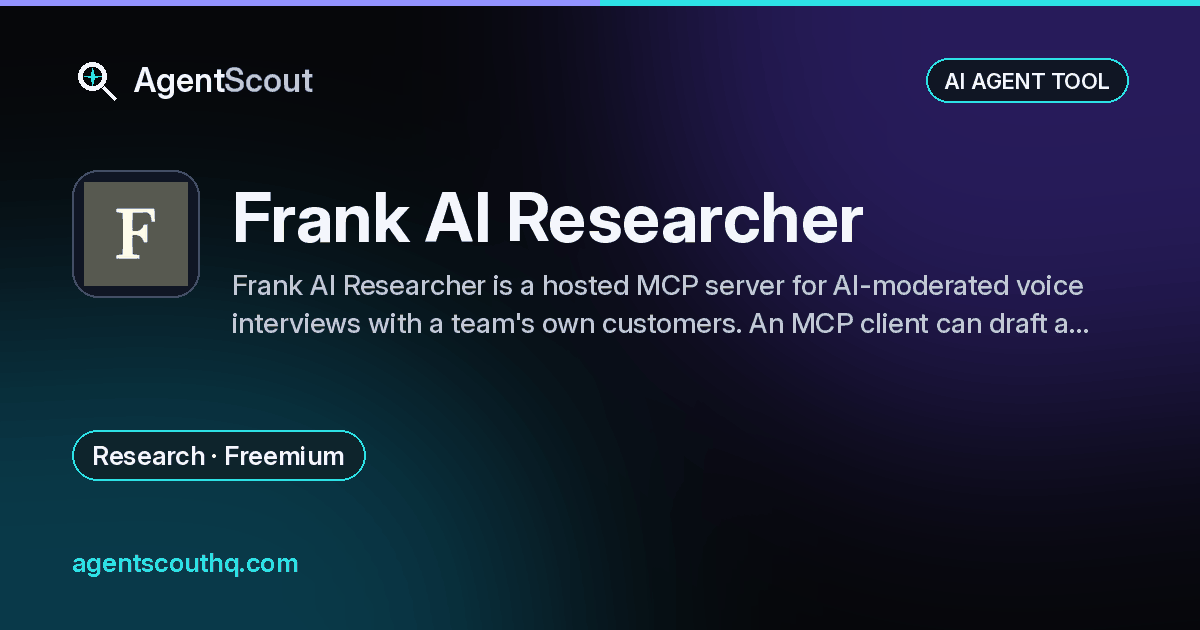 AgentScout
AI AGENT TOOL
F
Frank AI Researcher
Frank AI Researcher is a hosted MCP server for AI-moderated voice
interviews with a team's own customers. An MCP client can draft a...
Research · Freemium
agentscouthq.com